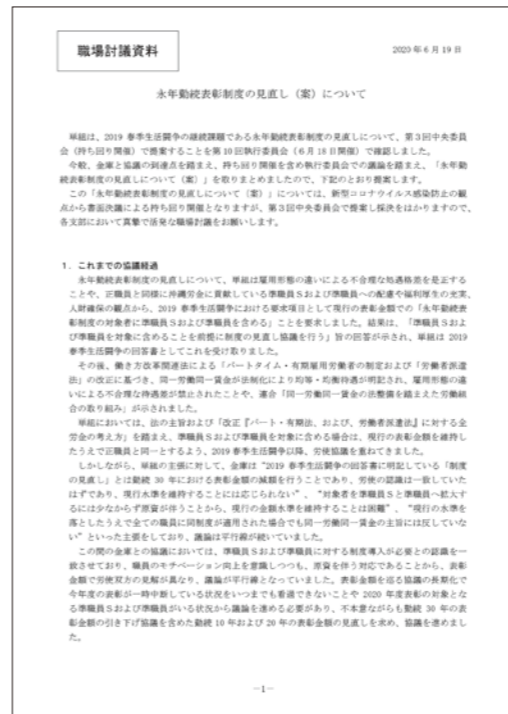 職場討議資料
2020年6月19日
永年勤続表彰制度の見直し（案）について
単組は、2019 春季生活闘争の継続課題である永年勤続表彰制度の見直しについて、第3回中央委員
会（持ち回り開催）で提案することを第10回執行委員会（6月18日開催）で確認しました。
今般、金庫と協議の到達点を踏まえ、持ち回り開催を含め執行委員会での議論を踏まえ、「永年勤
続表彰制度の見直しについて（案）」を取りまとめましたので、下記のとおり提案します。
この「永年勤続表彰制度の見直しについて（案）」については、新型コロナウイルス感染防止の観
点から書面決議による持ち回り開催となりますが、第3回中央委員会で提案し採決をはかりますので、
各支部において真摯で活発な職場討議をお願いします。
1．これまでの協議経過
永年勤続表彰制度の見直しについて、単組は雇用形態の違いによる不合理な処遇格差を是正する
ことや、正職員と同様に沖縄労金に貢献している準職員Ｓおよび準職員への配慮や福利厚生の充実、
人財確保の観点から、2019 春季生活闘争における要求項目として現行の表彰金額での「永年勤続表
彰制度の対象者に準職員Ｓおよび準職員を含める」ことを要求しました。結果は、「準職員Ｓおよ
び準職員を対象に含めることを前提に制度の見直し協議を行う」旨の回答が示され、単組は 2019
春季生活闘争の回答書としてこれを受け取りました。
その後、働き方改革関連法による「パートタイム・有期雇用労働者の制定および「労働者派遣
法」の改正に基づき、同一労働同一賃金が法制化により均等・均衡待遇が明記され、雇用形態の違
いによる不合理な待遇差が禁止されたことや、連合「同一労働同一賃金の法整備を踏まえた労働組
合の取り組み」が示されました。
単組においては、法の主旨および「改正『パート・有期法、および、労働者派遣法』に対する全
労金の考え方」を踏まえ、準職員Ｓおよび準職員を対象に含める場合は、現行の表彰金額を維持し
たうえで正職員と同一とするよう、2019 春季生活闘争以降、労使協議を重ねてきました。
しかしながら、単組の主張に対して、金庫は“2019 春季生活闘争の回答書に明記している「制度
の見直し」とは勤続 30 年における表彰金額の減額を行うことであり、労使の認識は一致していた
はずであり、現行水準を維持することには応じられない”、“対象者を準職員Ｓと準職員へ拡大す
るには少なからず原資が伴うことから、現行の金額水準を維持することは困難”、“現行の水準を
落としたうえで全ての職員に同制度が適用された場合でも同一労働同一賃金の主旨には反していな
い”といった主張をしており、議論は平行線が続いていました。
この間の金庫との協議においては、準職員Ｓおよび準職員に対する制度導入が必要との認識を一
致させており、職員のモチベーション向上を意識しつつも、原資を伴う対応であることから、表彰
金額で労使双方の見解が異なり、議論が平行線となっていました。表彰金額を巡る協議の長期化で
今年度の表彰が一時中断している状況をいつまでも看過できないことや 2020 年度表彰の対象とな
る準職員Ｓおよび準職員がいる状況から議論を進める必要があり、不本意ながらも勤続 30 年の表
彰金額の引き下げ協議を含めた勤続 10 年および 20 年の表彰金額の見直しを求め、協議を進めまし
た。
－1－